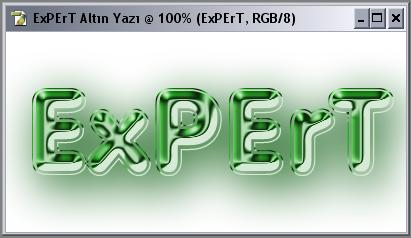 ExPErT Altın Yazı @ 100% (ExPErT, RGB/8)
ExPErT